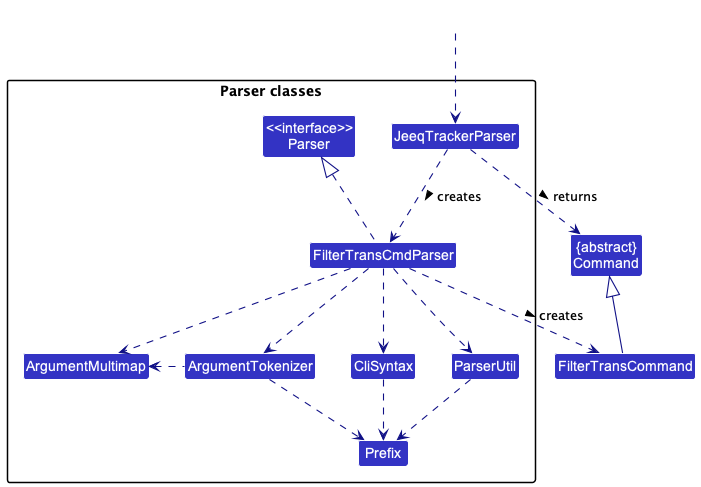 Parser classes
<<interface>>
Parser
JeeqTrackerParser
creates
returns
FilterTransCmdParser
{abstract}
Command
creates
ArgumentMultimap
ArgumentTokenizer
CliSyntax
ParserUtil
FilterTransCommand
Prefix